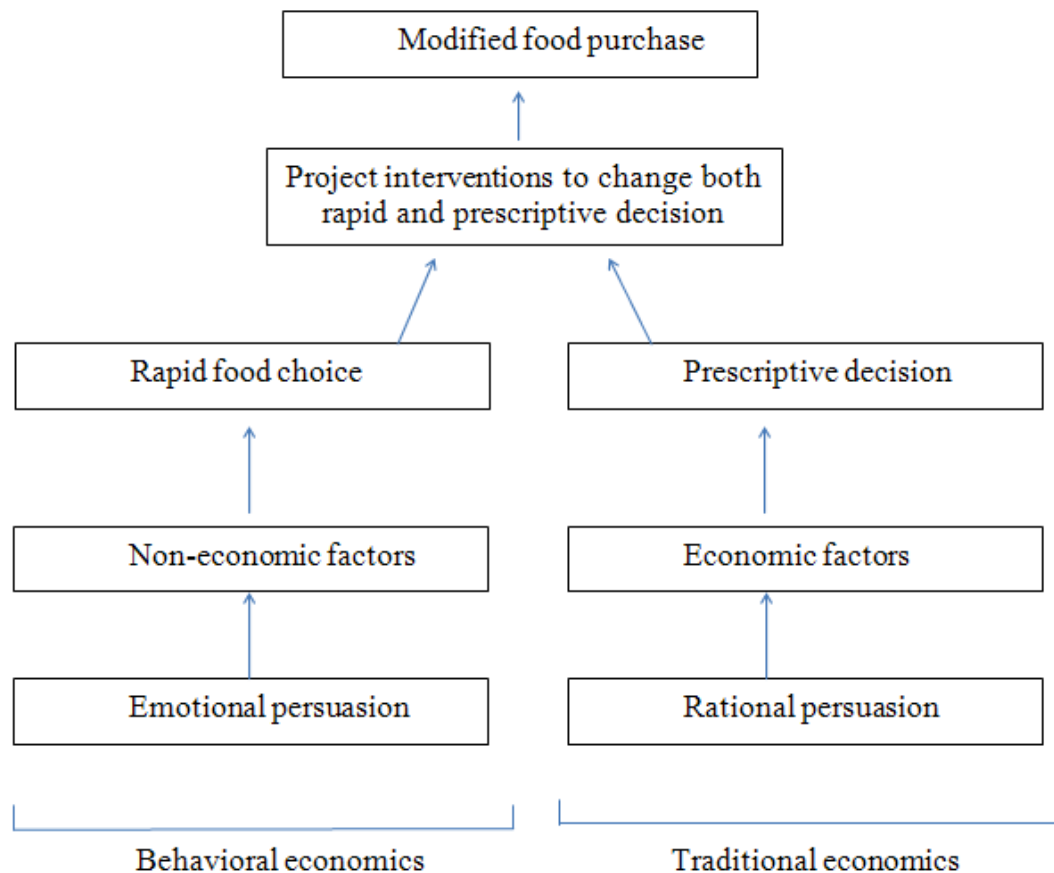 Modified food purchase
Project interventions to change both
rapid and prescriptive decision
Rapid food choice
Prescriptive decision
Non-economic factors
Economic factors
Emotional persuasion
Rational persuasion
Behavioral economics
Traditional economics